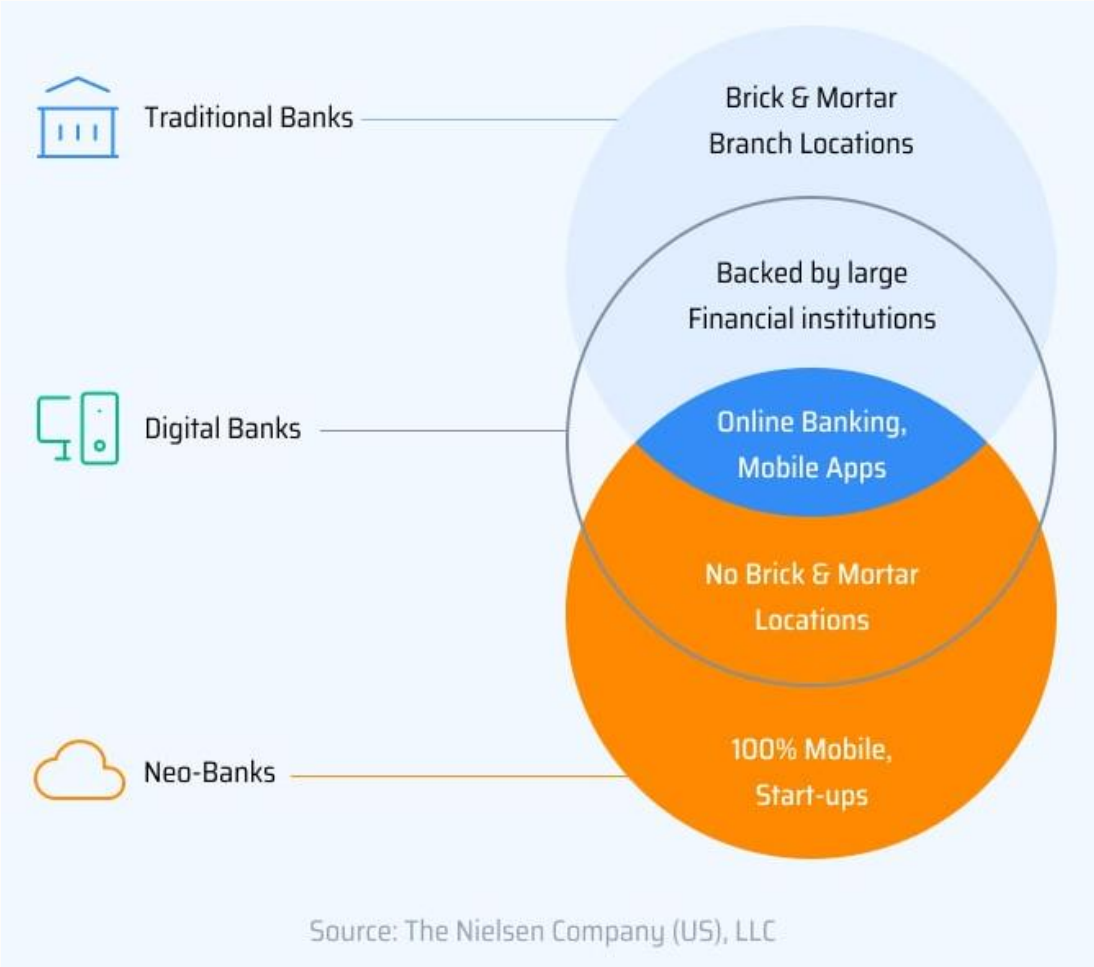 Traditional Banks
Brick & Mortar
Branch Locations
Backed by large
Financial institutions
Digital Banks
Online Banking,
Mobile Apps
No Brick & Mortar
Locations
Neo-Banks
100% Mobile,
Start-ups
Source: The Nielsen Company (US), LLC